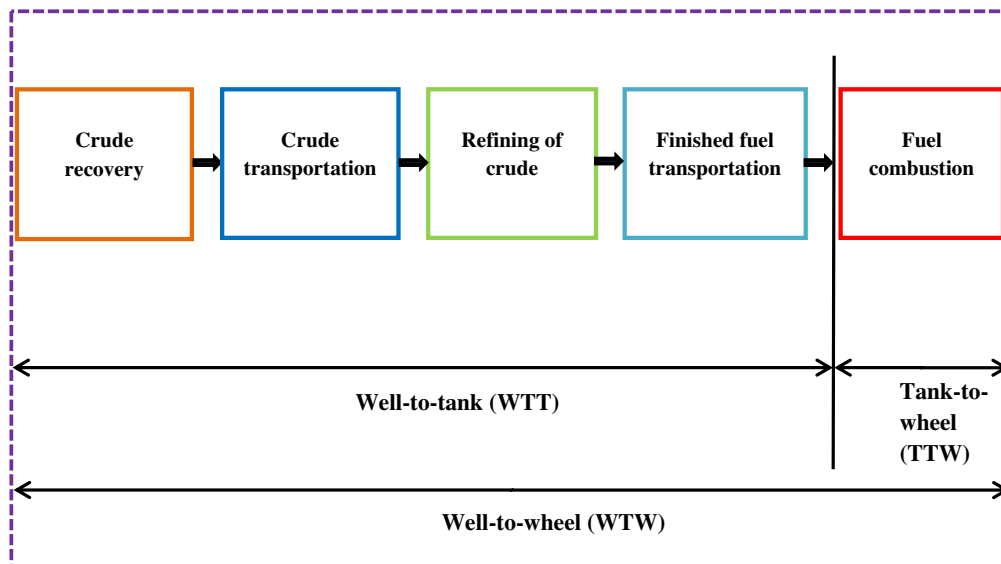 Crude
recovery
Crude
transportation
Refining of
crude
Finished fuel
transportation
Fuel
combustion
Well-to-tank (WTT)
Tank-to-
wheel
(TTW)
Well-to-wheel (WTW)